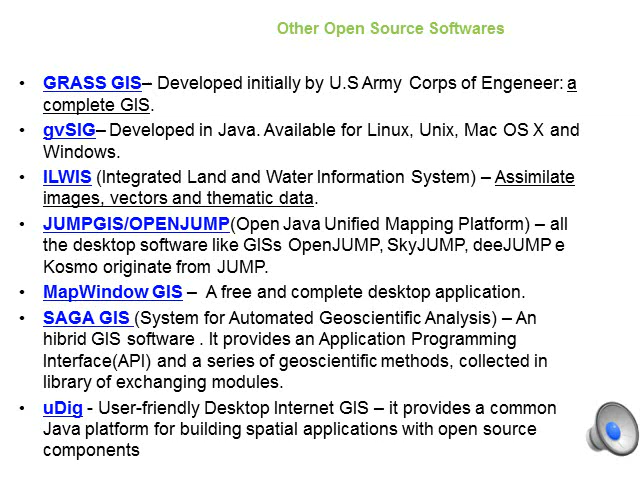 Other Open Source Softwares
• GRASS GIS– Developed initially by U.S Army Corps of Engeneer: a
complete GIS.
• gvSIG– Developed in Java. Available for Linux, Unix, Mac OS X and
Windows.
• ILWIS (Integrated Land and Water Information System) – Assimilate
images, vectors and thematic data.
• JUMPGIS/OPENJUMP(Open Java Unified Mapping Platform) – all
the desktop software like GISs OpenJUMP, SkyJUMP, deeJUMP e
Kosmo originate from JUMP.
• MapWindow GIS – A free and complete desktop application.
• SAGA GIS (System for Automated Geoscientific Analysis) – An
hibrid GIS software . It provides an Application Programming
Interface(API) and a series of geoscientific methods, collected in
library of exchanging modules.
• uDig - User-friendly Desktop Internet GIS – it provides a common
Java platform for building spatial applications with open source
components